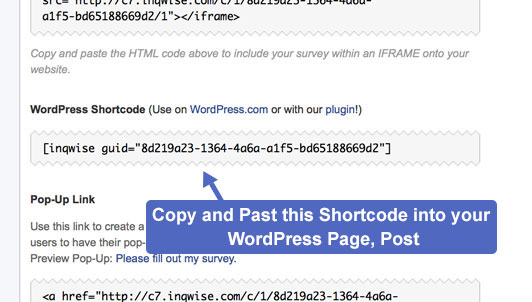 src="http://c7.inqwise.com/c/1/8d219a23-1364-4a6a-
a1f5-bd65188669d2/1"></iframe>
Copy and paste the HTML code above to include your survey within an IFRAME onto your
website.
WordPress Shortcode (Use on WordPress.com or with our plugin!)
[inqwise guid="8d219a23-1364-4a6a-a1f5-bd65188669d2"]
Pop-Up Link
Copy and Past this Shortcode into your
WordPress Page, Post
Use this link to create a
users to have their pop-
Preview Pop-Up: Please fill out my survey.
<a href="http://c7.inqwise.com/c/1/8d219a23-1364-4a6a-